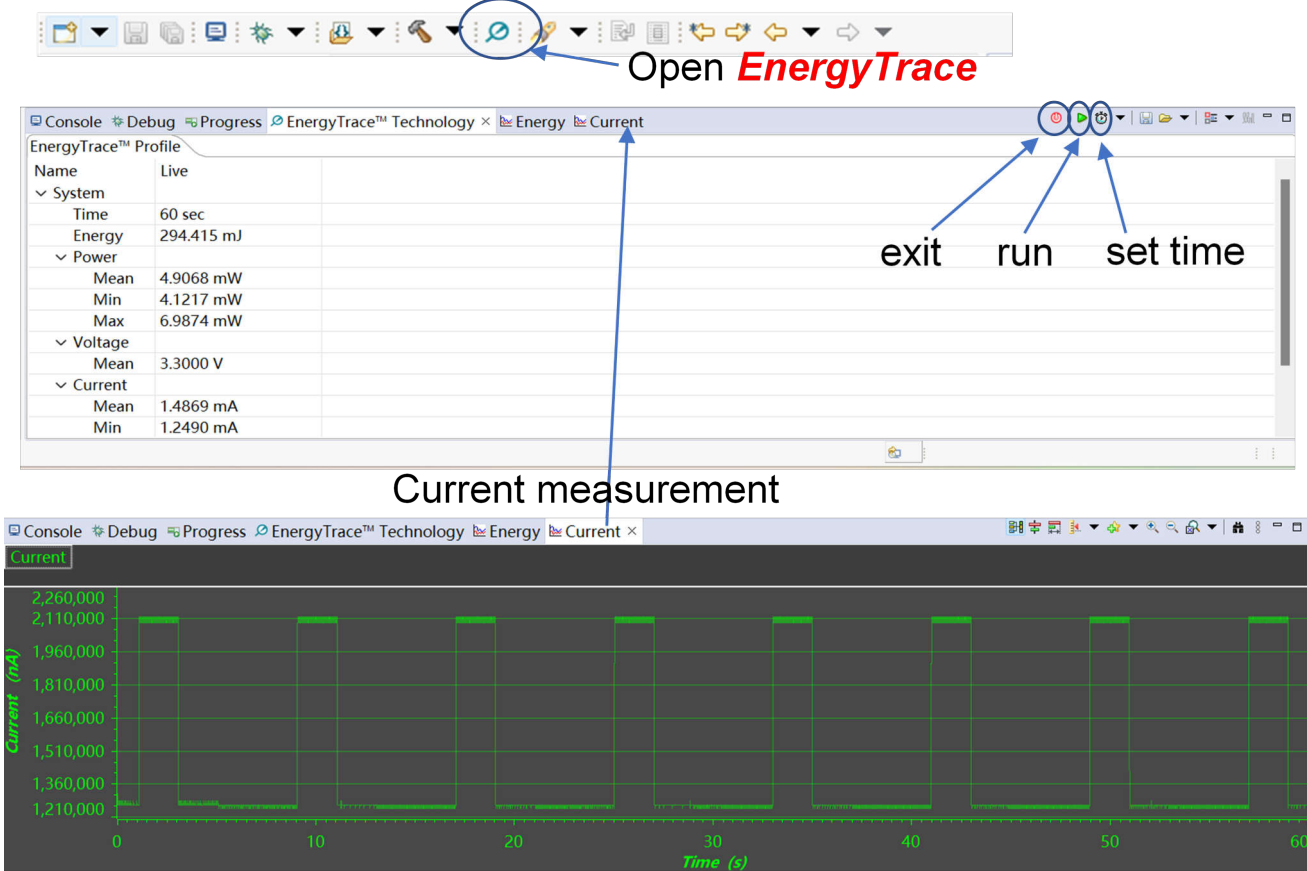 Open EnergyTrace
Console Debug Progress EnergyTrace™ Technology Energy Current
exit run set time
EnergyTrace™ Profile
Name Live
System
Time 60 sec
Energy 294.415 mJ
Power
Mean 4.9068 mW
Min 4.1217 mW
Max 6.9874 mW
Voltage
Mean 3.3000 V
Current
Mean 1.4869 mA
Min 1.2490 mA
Current measurement
Console Debug Progress EnergyTrace™ Technology Energy Current
Current
Current (nA)
2,260,000
2,110,000
1,960,000
1,810,000
1,660,000
1,510,000
1,360,000
1,210,000
0 10 20 30 40 50 60
Time (s)